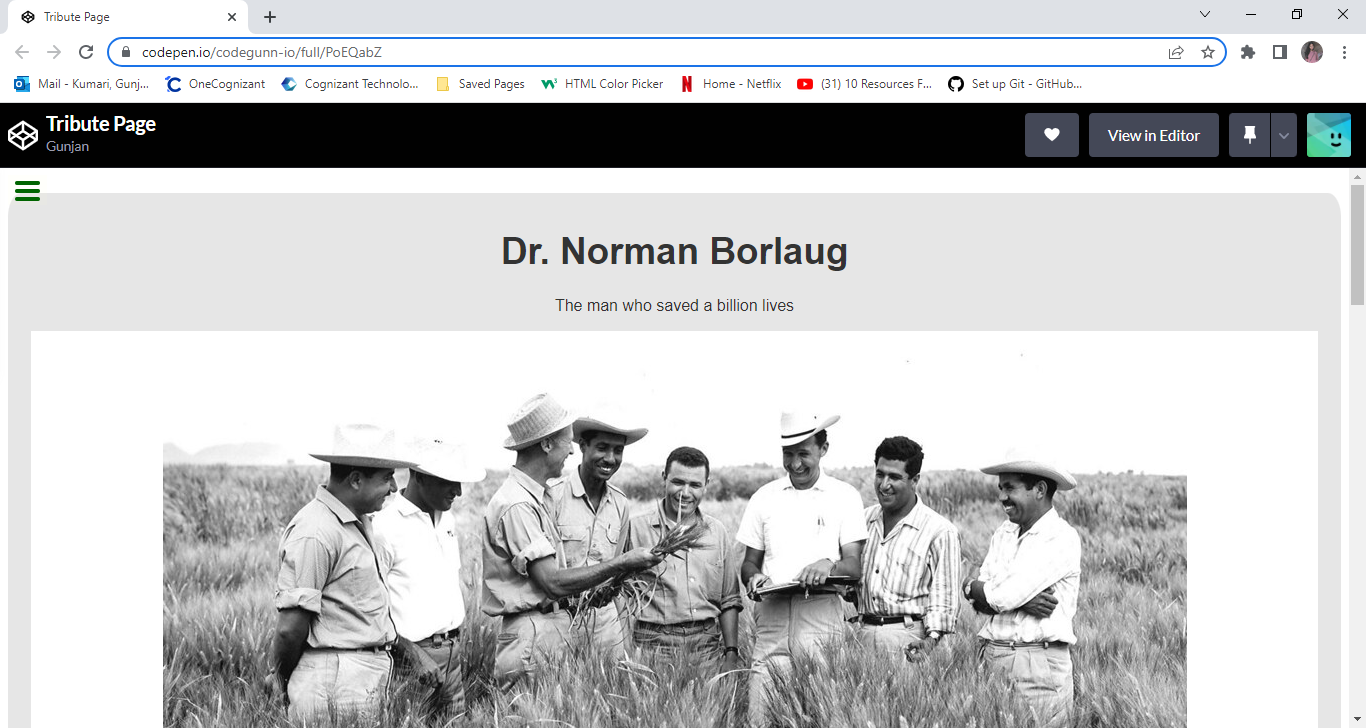 Tribute Page
codepen.io/codegunn-io/full/PoEQabZ
Mail - Kumari, Gunj... OneCognizant Cognizant Technolo... Saved Pages HTML Color Picker Home - Netflix (31) 10 Resources F... Set up Git - GitHub...
Tribute Page
Gunjan
View in Editor
Dr. Norman Borlaug
The man who saved a billion lives